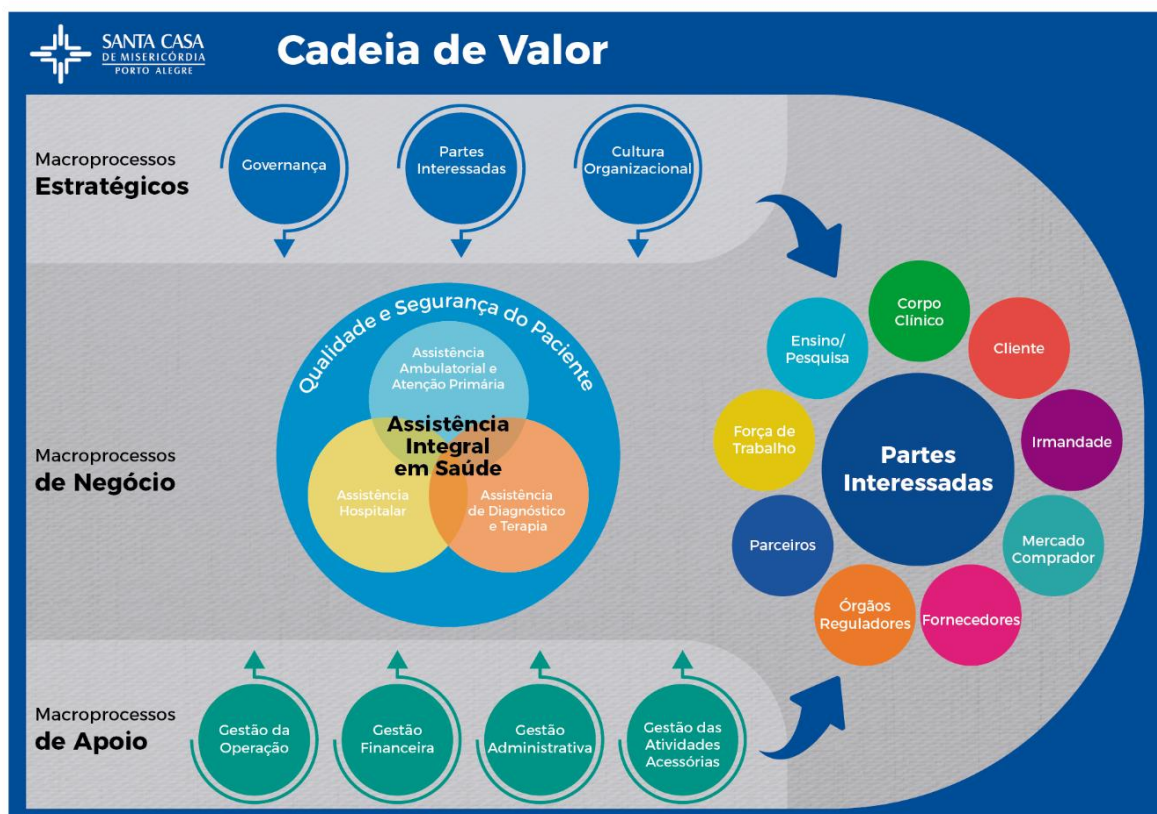 SANTA CASA
DE MISERICÓRDIA
PORTO ALEGRE
Cadeia de Valor
Macroprocessos
Estratégicos
Governança
Partes
Interessadas
Cultura
Organizacional
Macroprocessos
de Negócio
Qualidade e Segurança do Paciente
Assistência
Ambulatorial e
Atenção Primária
Assistência
Integral
em Saúde
Assistência
Hospitalar
Assistência
de Diagnóstico
e Terapia
Partes
Interessadas
Corpo
Clínico
Cliente
Irmandade
Mercado
Comprador
Fornecedores
Órgãos
Reguladores
Parceiros
Força de
Trabalho
Ensino/
Pesquisa
Macroprocessos
de Apoio
Gestão da
Operação
Gestão
Financeira
Gestão
Administrativa
Gestão das
Atividades
Acessórias